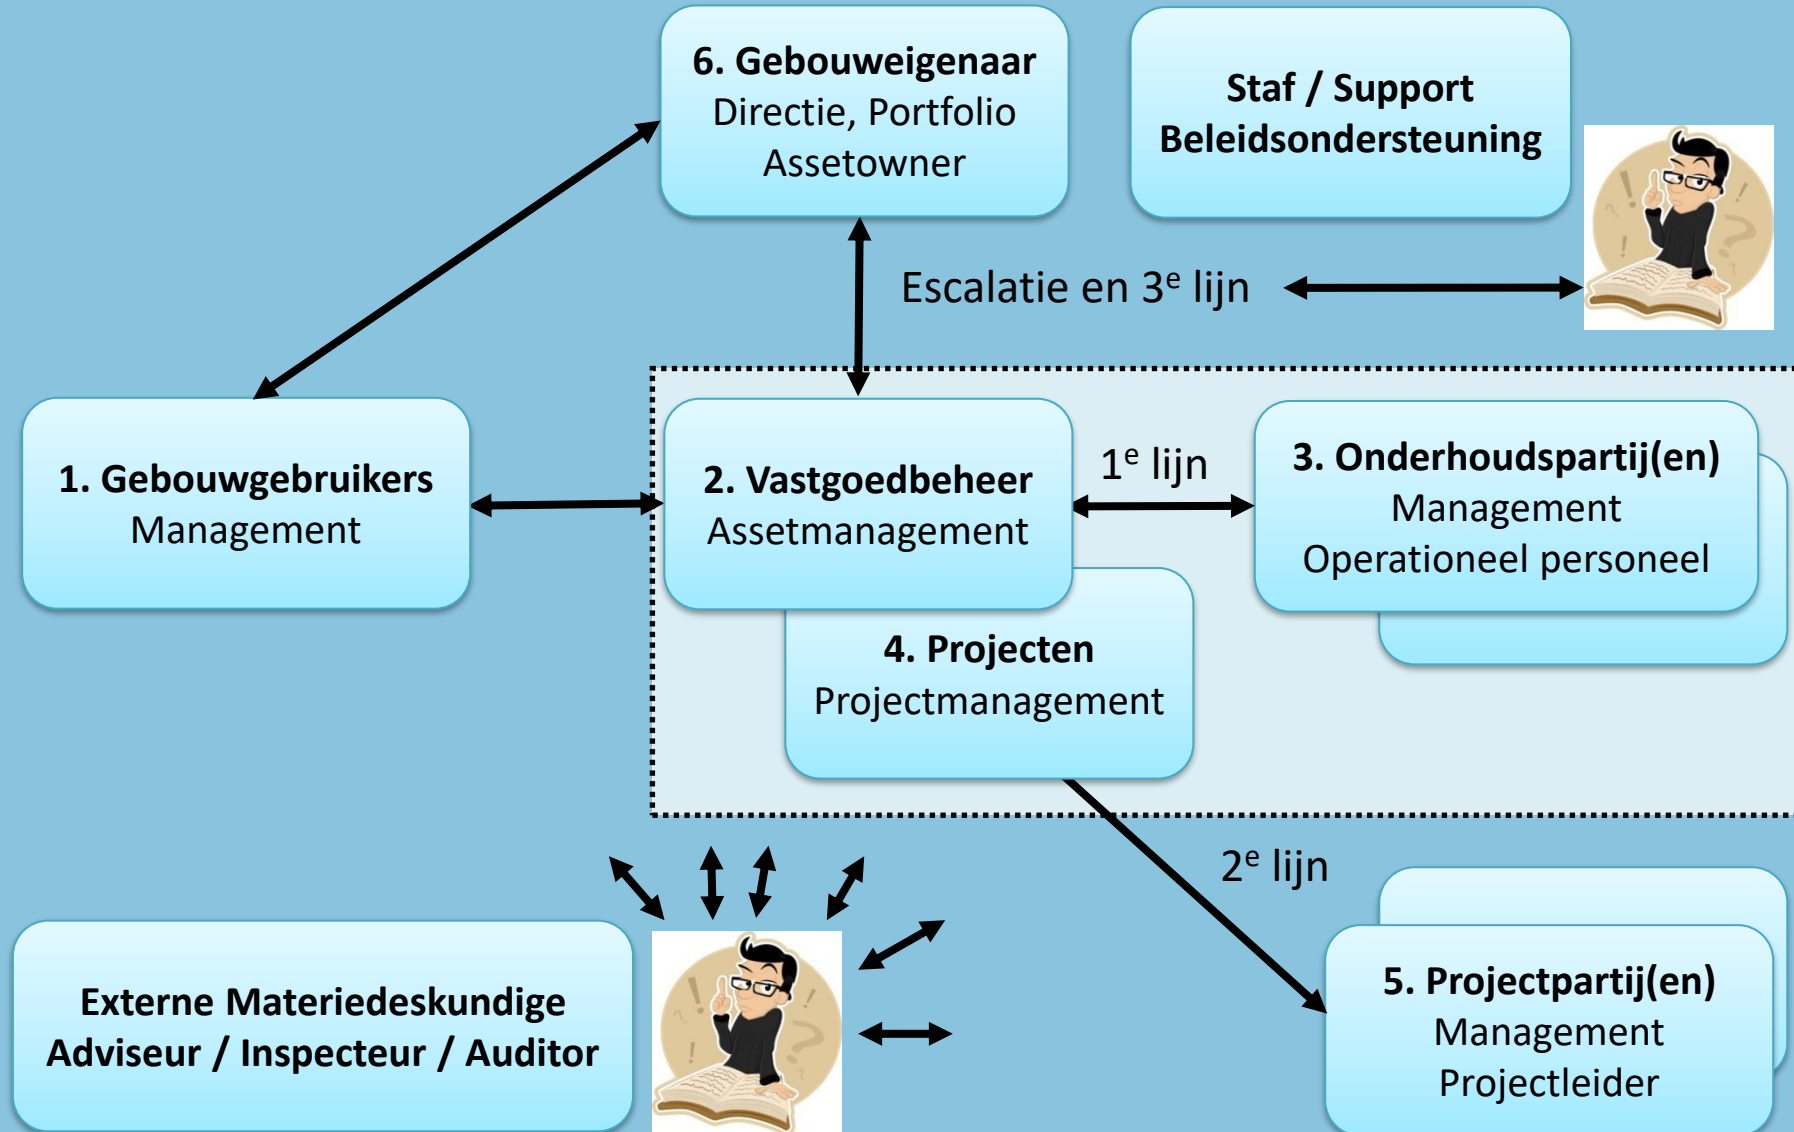 6. Gebouweigenaar
Directie, Portfolio
Assetowner
Staf / Support
Beleidsondersteuning
Escalatie en 3e lijn
1. Gebouwgebruikers
Management
2. Vastgoedbeheer
Assetmanagement
1e lijn
3. Onderhoudspartij(en)
Management
Operationeel personeel
4. Projecten
Projectmanagement
2e lijn
Externe Materiedeskundige
Adviseur / Inspecteur / Auditor
5. Projectpartij(en)
Management
Projectleider